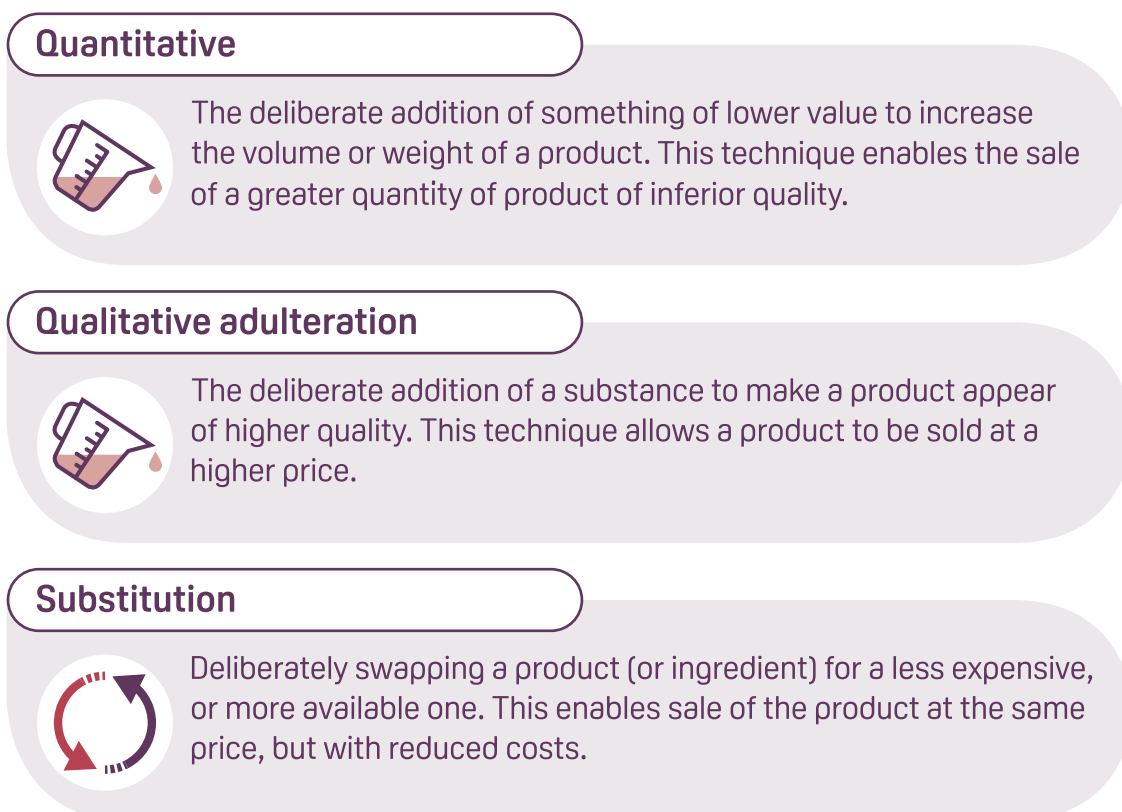 Quantitative
The deliberate addition of something of lower value to increase
the volume or weight of a product. This technique enables the sale
of a greater quantity of product of inferior quality.
Qualitative adulteration
The deliberate addition of a substance to make a product appear
of higher quality. This technique allows a product to be sold at a
higher price.
Substitution
Deliberately swapping a product (or ingredient) for a less expensive,
or more available one. This enables sale of the product at the same
price, but with reduced costs.